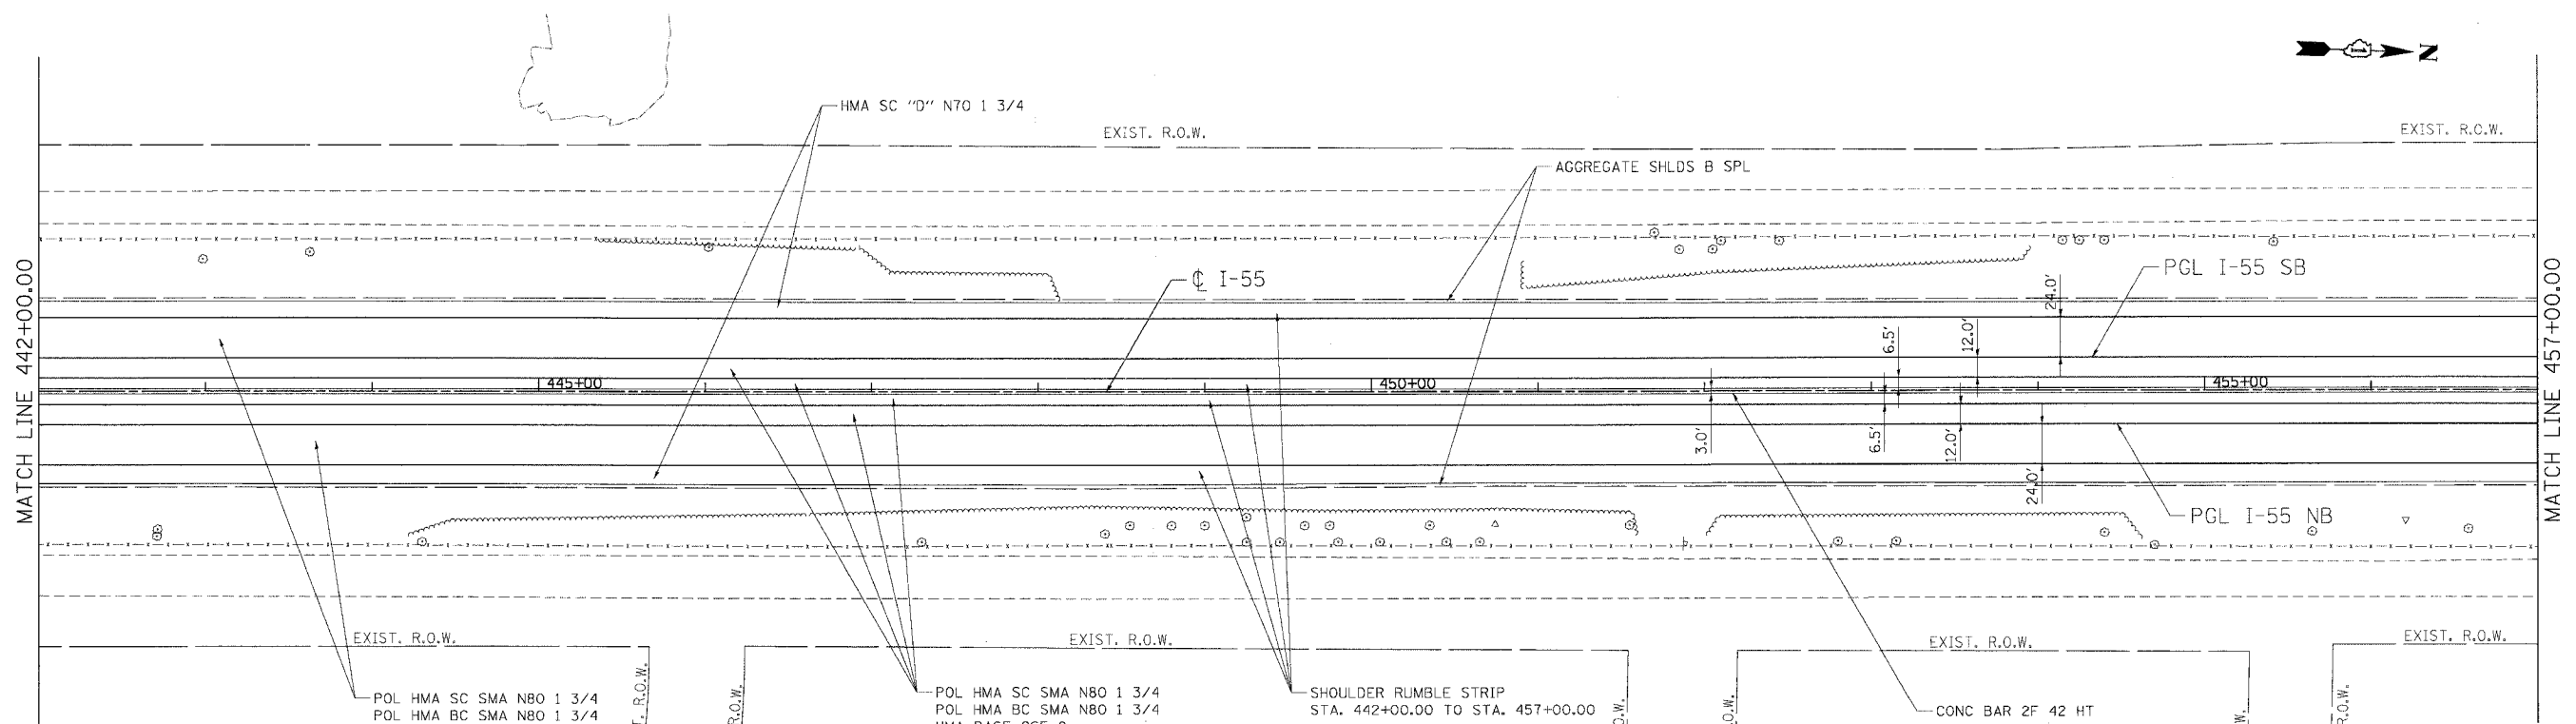 N
HMA SC "D" N70 1 3/4
EXIST. R.O.W.
EXIST. R.O.W.
AGGREGATE SHLDS B SPL
MATCH LINE 442+00.00
℄ I-55
PGL I-55 SB
24.0'
6.5'
12.0'
445+00
450+00
455+00
3.0'
6.5'
12.0'
24.0'
PGL I-55 NB
MATCH LINE 457+00.00
EXIST. R.O.W.
EXIST. R.O.W.
EXIST. R.O.W.
EXIST. R.O.W.
R.O.W.
R.O.W.
R.O.W.
POL HMA SC SMA N80 1 3/4
POL HMA BC SMA N80 1 3/4
POL HMA SC SMA N80 1 3/4
POL HMA BC SMA N80 1 3/4
SHOULDER RUMBLE STRIP
STA. 442+00.00 TO STA. 457+00.00
CONC BAR 2F 42 HT